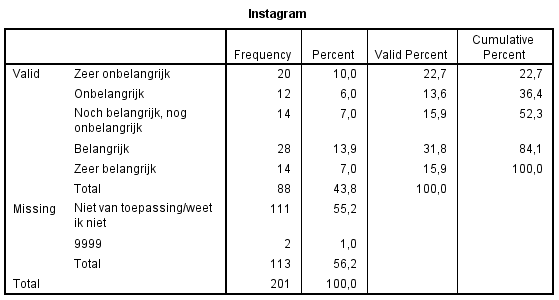 Instagram
Frequency Percent Valid Percent Cumulative Percent
Valid Zeer onbelangrijk 20 10,0 22,7 22,7
Onbelangrijk 12 6,0 13,6 36,4
Noch belangrijk, nog onbelangrijk 14 7,0 15,9 52,3
Belangrijk 28 13,9 31,8 84,1
Zeer belangrijk 14 7,0 15,9 100,0
Total 88 43,8 100,0
Missing Niet van toepassing/weet ik niet 111 55,2
9999 2 1,0
Total 113 56,2
Total 201 100,0